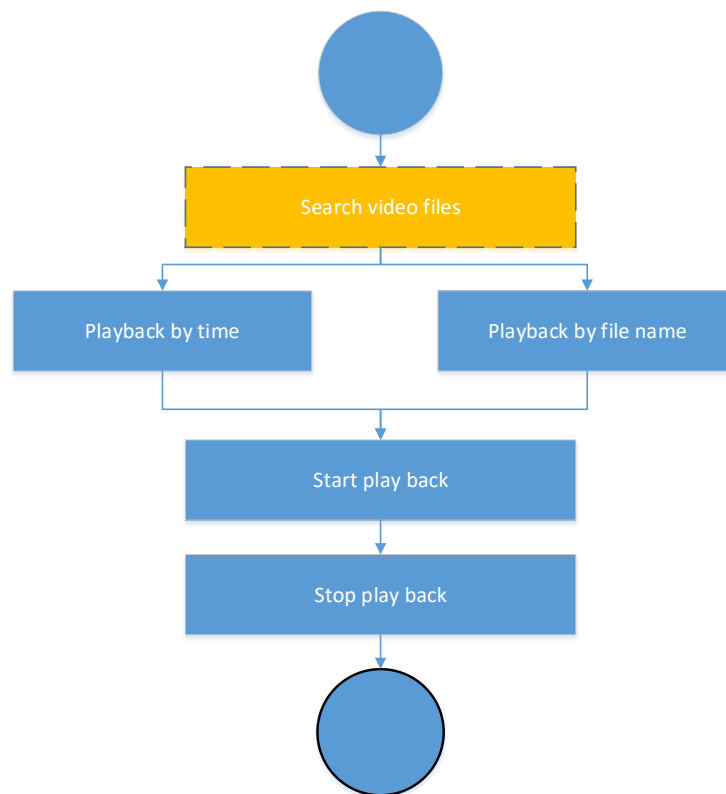 Search video files
Playback by time
Playback by file name
Start play back
Stop play back